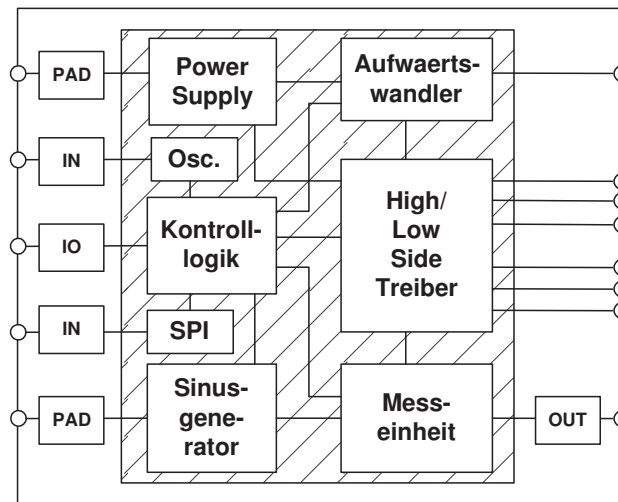 PAD
Power
Supply
Aufwaerts-
wandler
IN
Osc.
IO
Kontroll-
logik
High/
Low
Side
Treiber
IN
SPI
PAD
Sinus-
gene-
rator
Mess-
einheit
OUT